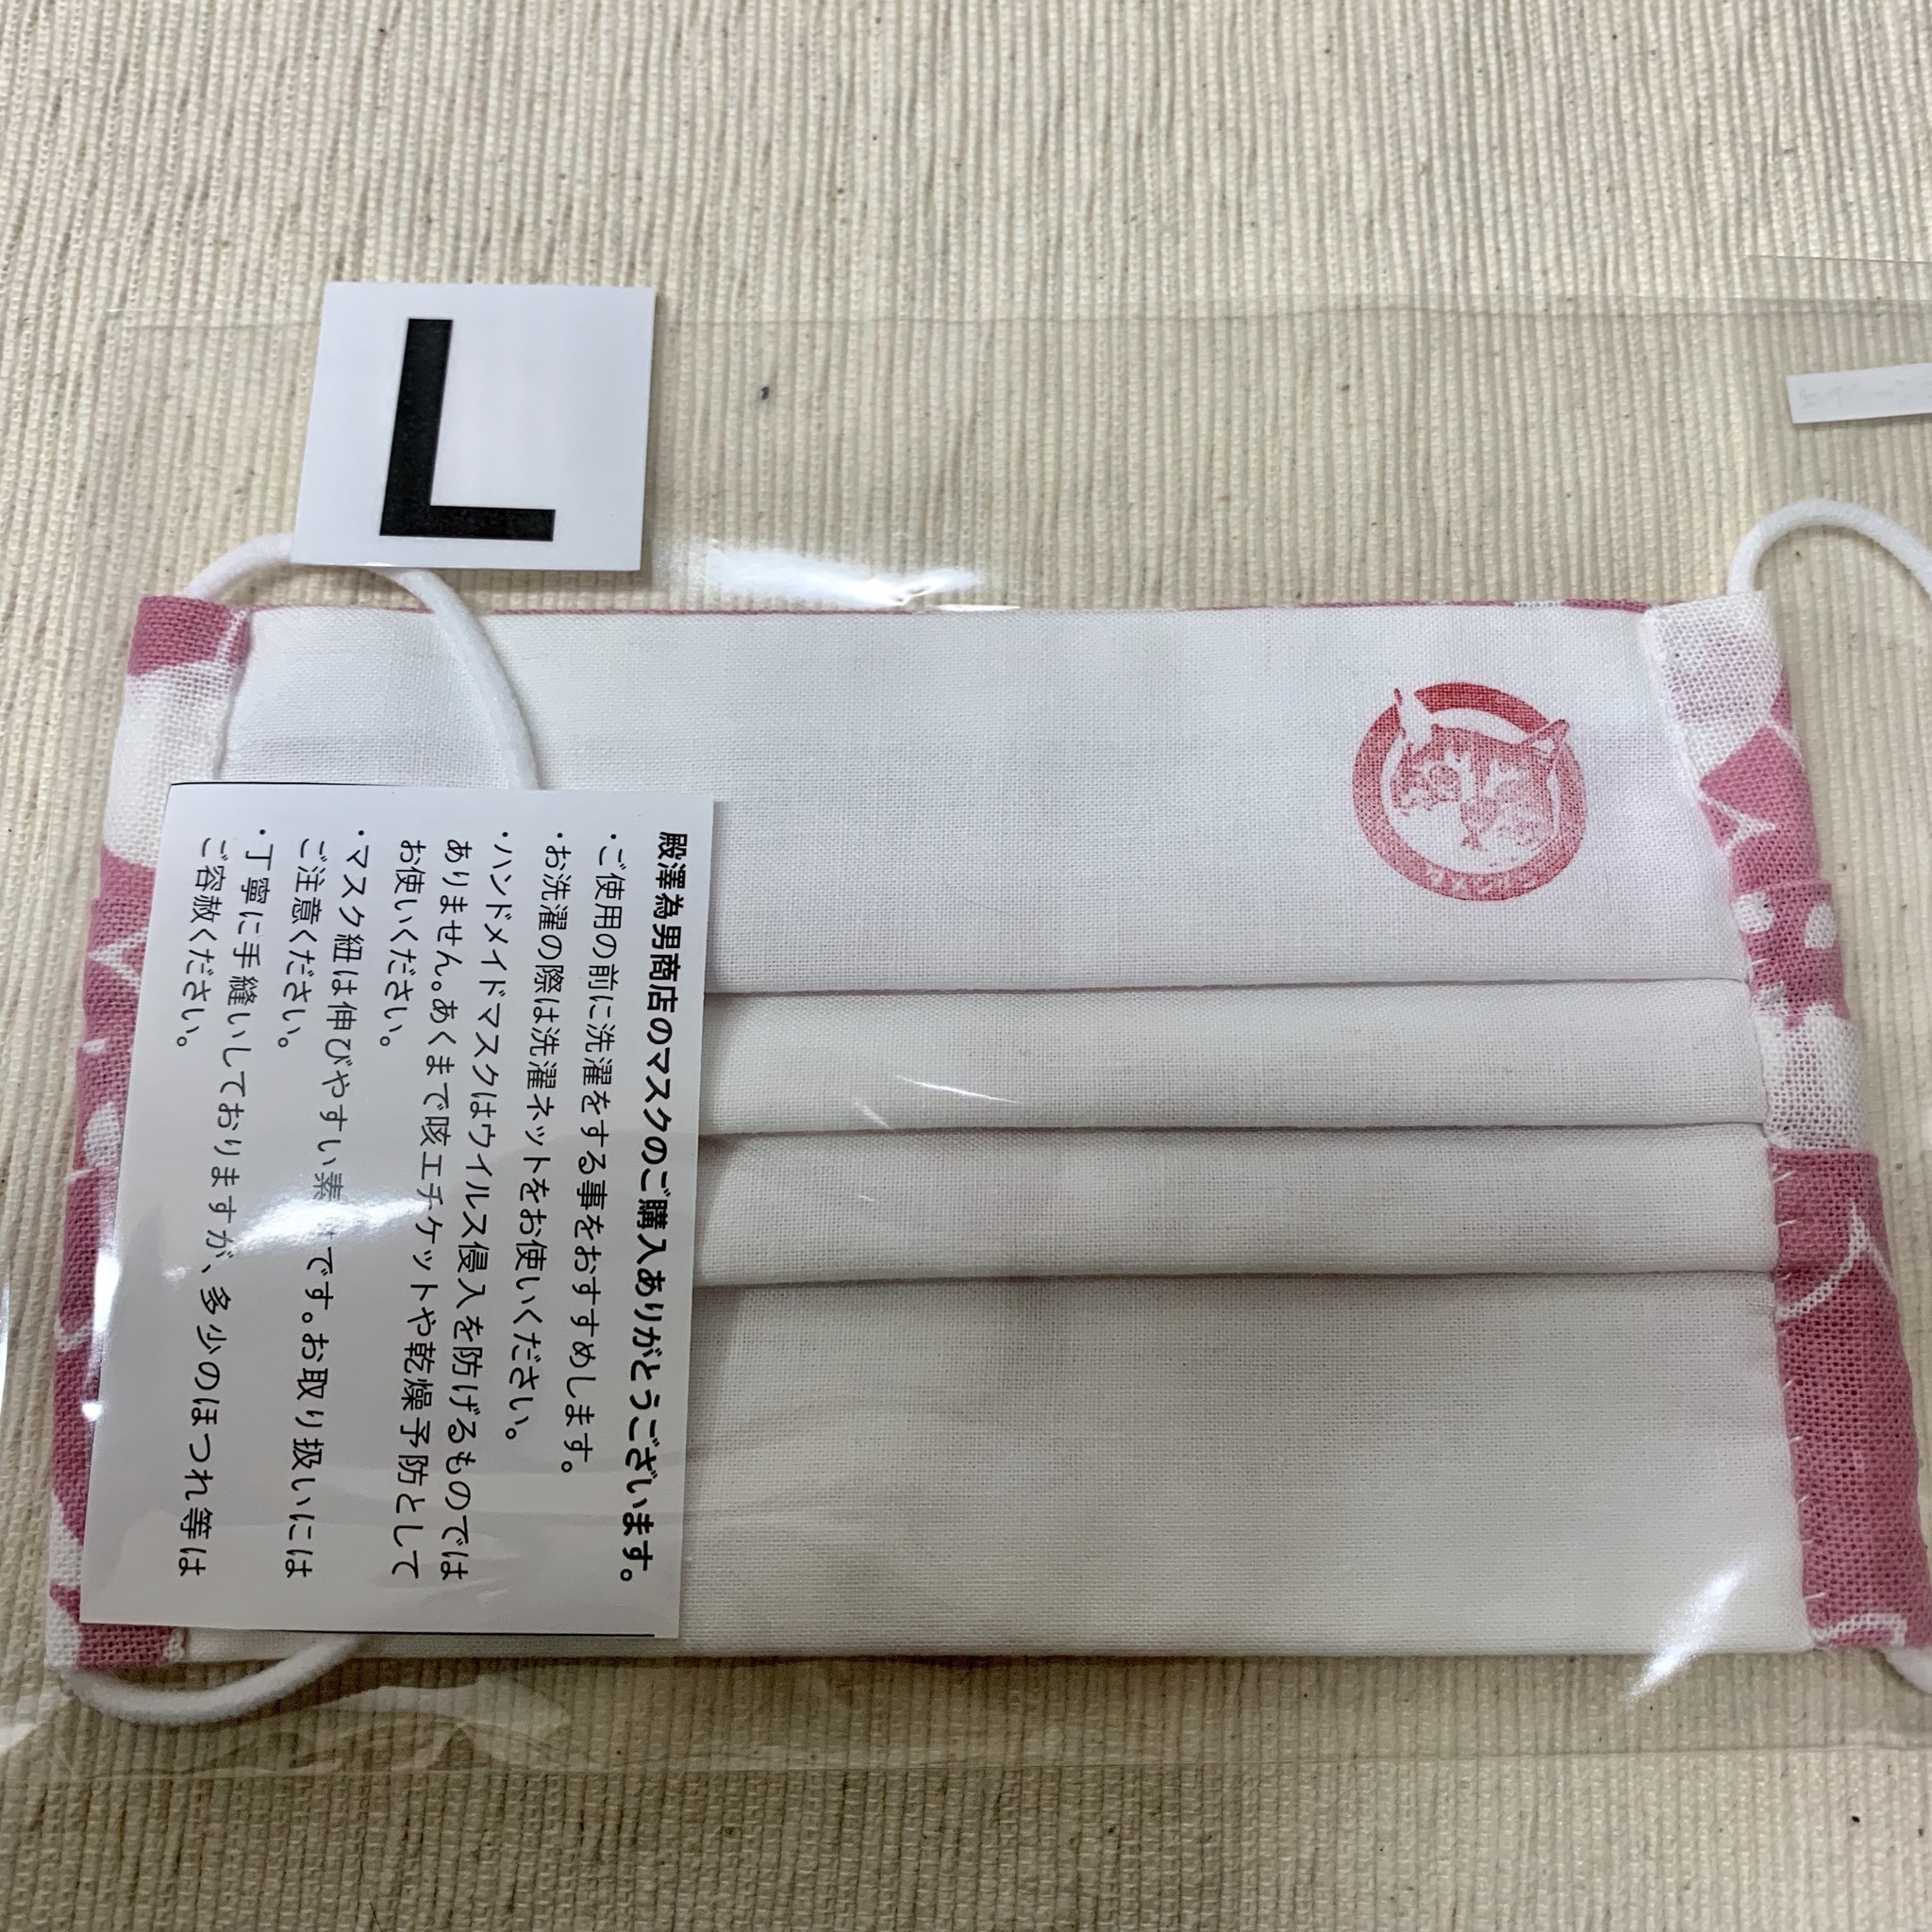 L
殿澤為男商店のマスクのご購入ありがとうございます。
・ご使用の前に洗濯をする事をおすすめします。
・お洗濯の際は洗濯ネットをお使いください。
・ハンドメイドマスクはウイルス侵入を防げるものでは
ありません。あくまで咳エチケットや乾燥予防として
お使いください。
・マスク紐は伸びやすい素 です。お取り扱いには
ご注意ください。
・丁寧に手縫いしておりますが、多少のほつれ等は
ご容赦ください。